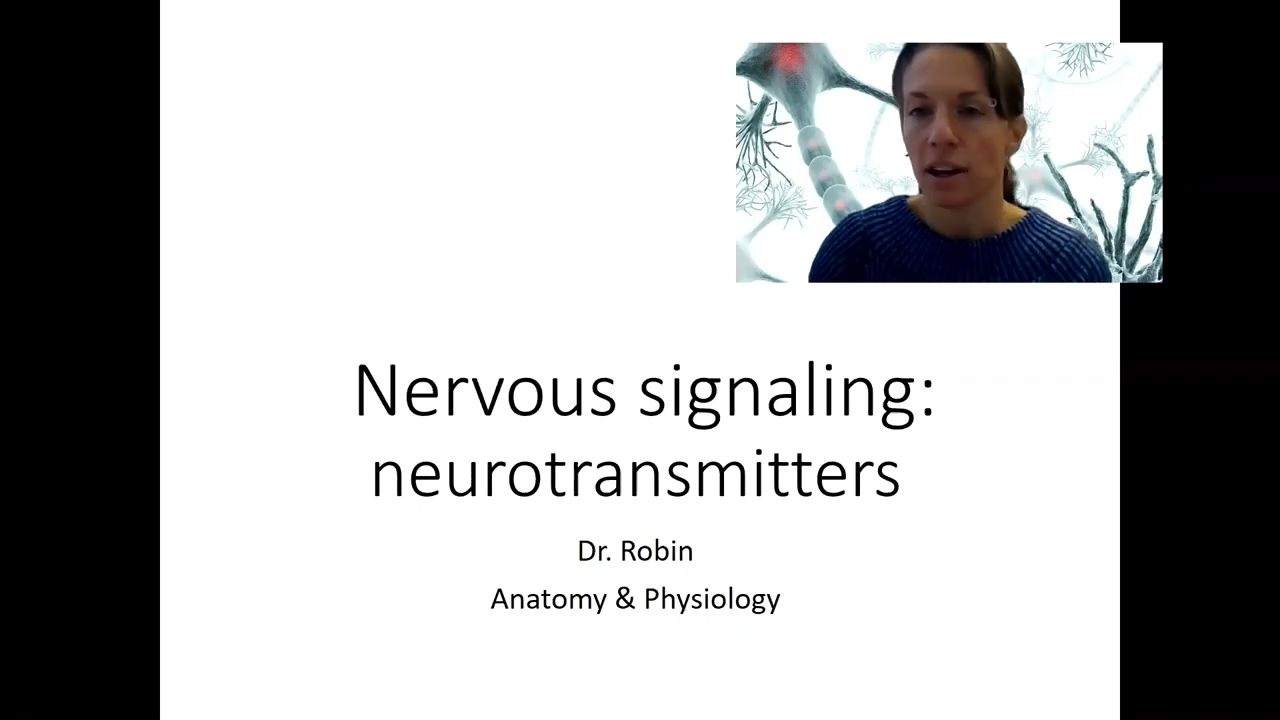 Nervous signaling:
neurotransmitters
Dr. Robin
Anatomy & Physiology